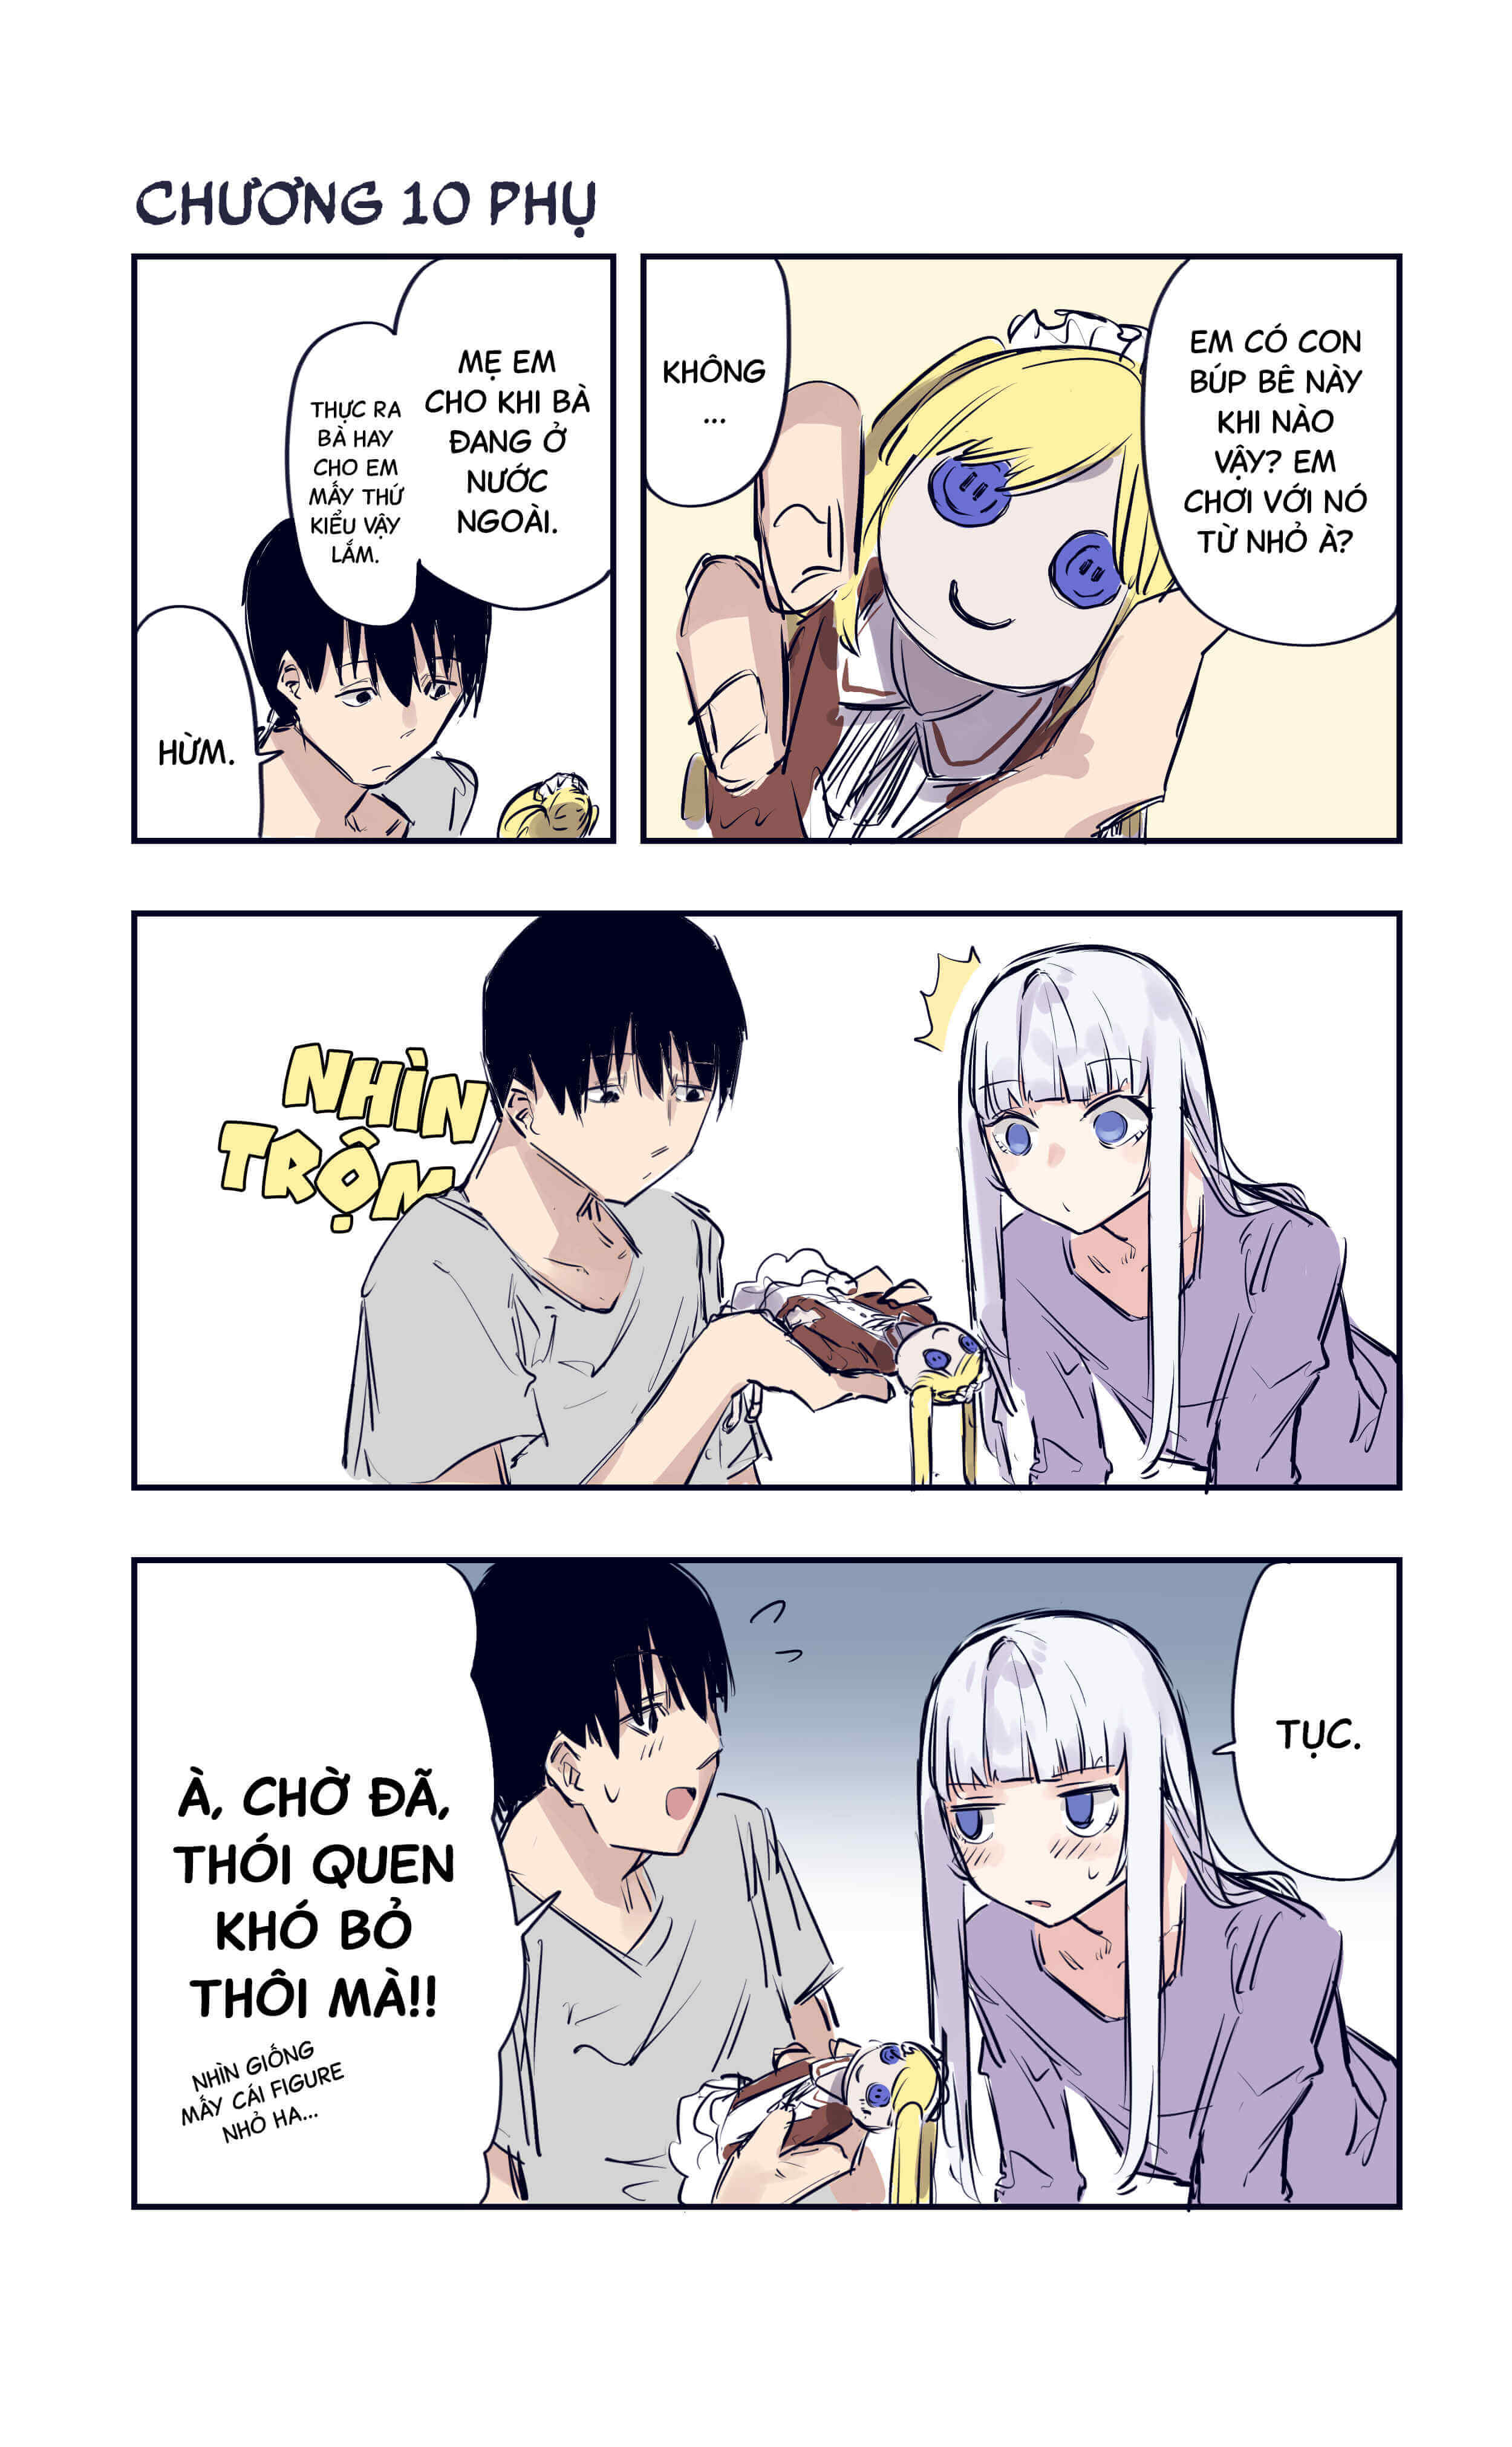 CHƯƠNG 10 PHỤ
EM CÓ CON
BÚP BÊ NÀY
KHI NÀO
VẬY? EM
CHƠI VỚI NÓ
TỪ NHỎ À?
KHÔNG
...
MẸ EM
CHO KHI BÀ
ĐANG Ở
NƯỚC
NGOÀI.
THỰC RA
BÀ HAY
CHO EM
MẤY THỨ
KIỂU VẬY
LẮM.
HỪM.
NHÌN
TRỘM
TỤC.
À, CHỜ ĐÃ,
THÓI QUEN
KHÓ BỎ
THÔI MÀ!!
NHÌN GIỐNG
MẤY CÁI FIGURE
NHỎ HA...